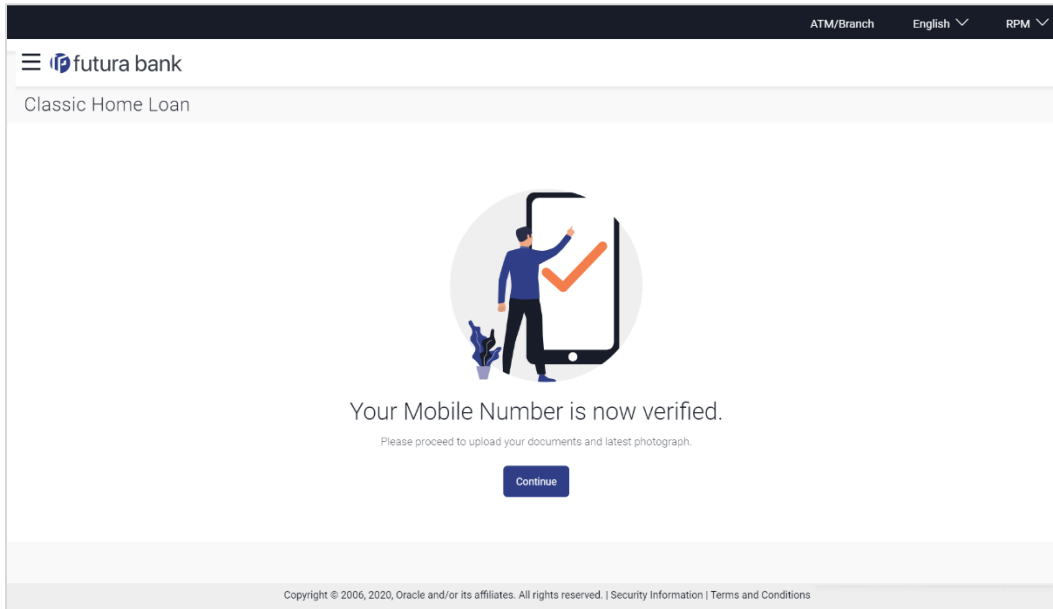 ATM/Branch English RPM
futura bank
Classic Home Loan
Your Mobile Number is now verified.
Please proceed to upload your documents and latest photograph.
Continue
Copyright © 2006, 2020, Oracle and/or its affiliates. All rights reserved. | Security Information | Terms and Conditions